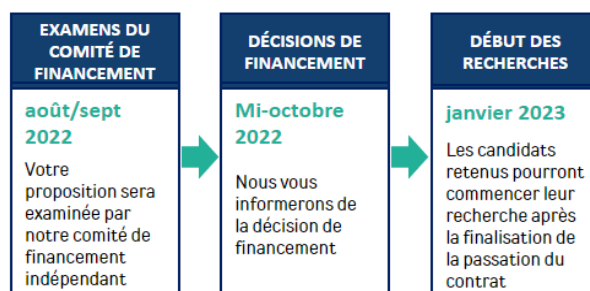 EXAMENS DU
COMITÉ DE
FINANCEMENT
août/sept
2022
Votre
proposition sera
examinée par
notre comité de
financement
indépendant
DÉCISIONS DE
FINANCEMENT
Mi-octobre
2022
Nous vous
informerons de
la décision de
financement
DÉBUT DES
RECHERCHES
janvier 2023
Les candidats
retenus pourront
commencer leur
recherche après
la finalisation de
la passation du
contrat